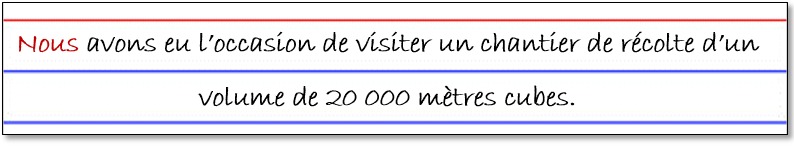 Nous avons eu l’occasion de visiter un chantier de récolte d’un
volume de 20 000 mètres cubes.